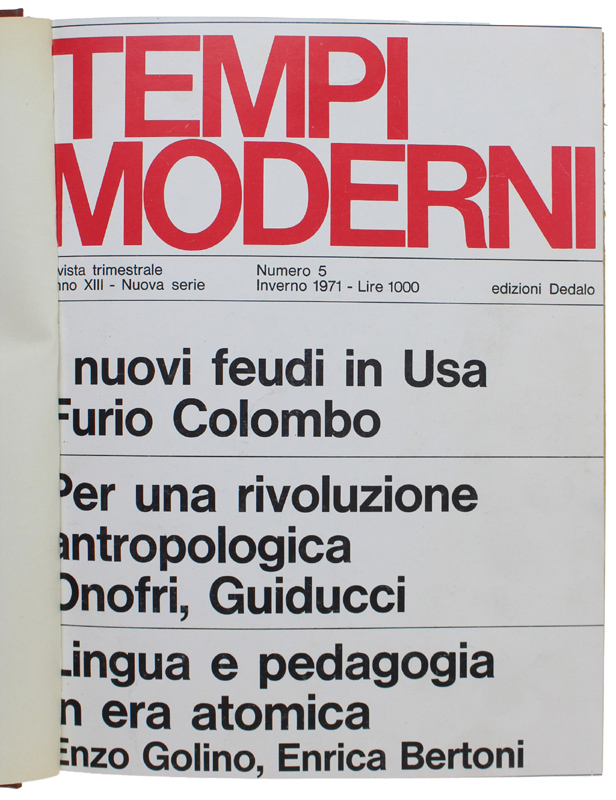 TEMPI
MODERNI
vista trimestrale
nno XIII - Nuova serie
Numero 5
Inverno 1971 - Lire 1000
edizioni Dedalo
nuovi feudi in Usa
Furio Colombo
Per una rivoluzione
antropologica
Onofri, Guiducci
Lingua e pedagogia
in era atomica
Enzo Golino, Enrica Bertoni